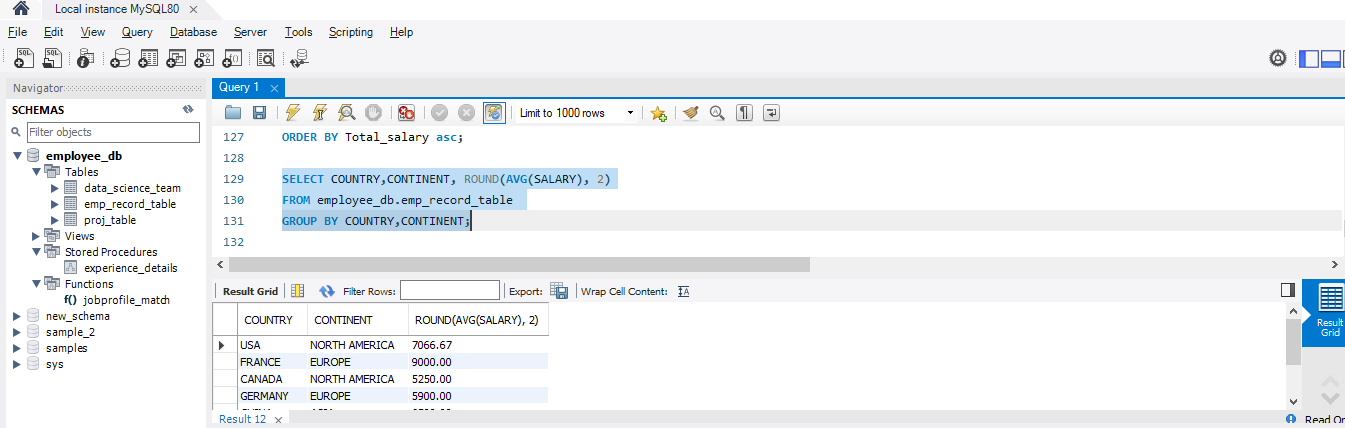 Local instance MySQL80
File Edit View Query Database Server Tools Scripting Help
Navigator
SCHEMAS
Filter objects
employee_db
Tables
data_science_team
emp_record_table
proj_table
Views
Stored Procedures
experience_details
Functions
f() jobprofile_match
new_schema
sample_2
samples
sys
Query 1
Limit to 1000 rows
127 ORDER BY Total_salary asc;
128
129 SELECT COUNTRY,CONTINENT, ROUND(AVG(SALARY), 2)
130 FROM employee_db.emp_record_table
131 GROUP BY COUNTRY,CONTINENT;
132
Result Grid Filter Rows: Export: Wrap Cell Content:
COUNTRY CONTINENT ROUND(AVG(SALARY), 2)
USA NORTH AMERICA 7066.67
FRANCE EUROPE 9000.00
CANADA NORTH AMERICA 5250.00
GERMANY EUROPE 5900.00
Result
Grid
Result 12
Read On